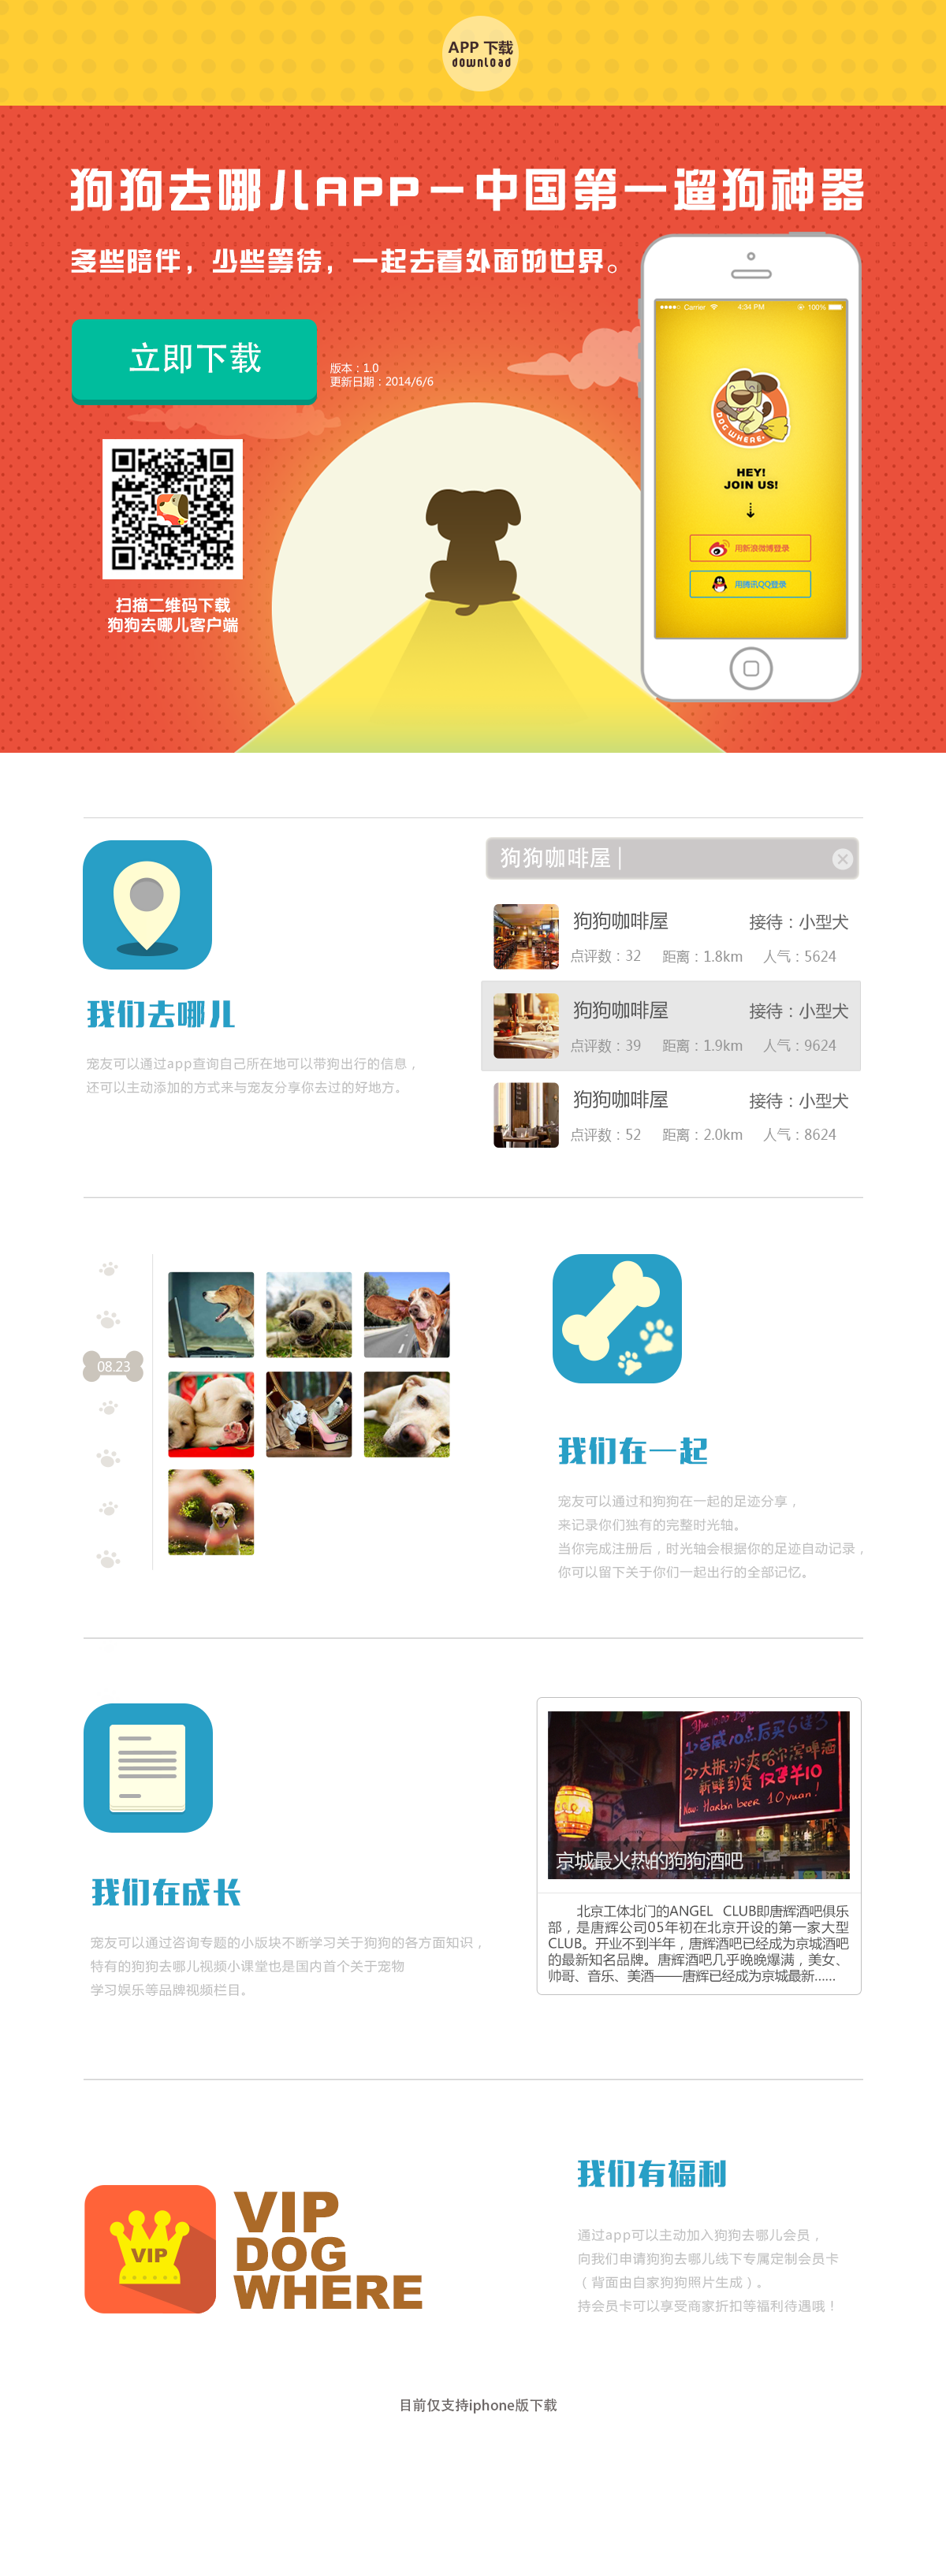 APP 下载
download
狗狗去哪儿APP－中国第一遛狗神器
多些陪伴，少些等待，一起去看外面的世界。
立即下载
版本：1.0
更新日期：2014/6/6
扫描二维码下载
狗狗去哪儿客户端
Carrier 4:34 PM 100%
DOG WHERE.
HEY!
JOIN US!
用新浪微博登录
用腾讯QQ登录
我们去哪儿
宠友可以通过app查询自己所在地可以带狗出行的信息，
还可以主动添加的方式来与宠友分享你去过的好地方。
狗狗咖啡屋
狗狗咖啡屋 接待：小型犬
点评数：32 距离：1.8km 人气：5624
狗狗咖啡屋 接待：小型犬
点评数：39 距离：1.9km 人气：9624
狗狗咖啡屋 接待：小型犬
点评数：52 距离：2.0km 人气：8624
08.23
我们在一起
宠友可以通过和狗狗在一起的足迹分享，
来记录你们独有的完整时光轴。
当你完成注册后，时光轴会根据你的足迹自动记录，
你可以留下关于你们一起出行的全部记忆。
我们在成长
宠友可以通过咨询专题的小版块不断学习关于狗狗的各方面知识，
特有的狗狗去哪儿视频小课堂也是国内首个关于宠物
学习娱乐等品牌视频栏目。
1>百威10点后买6送3
2>大瓶冰爽哈尔滨啤酒
新鲜到货 仅售羊10
New: Harbin beer 10 yuan!
京城最火热的狗狗酒吧
北京工体北门的ANGEL CLUB即唐辉酒吧俱乐
部，是唐辉公司05年初在北京开设的第一家大型
CLUB。开业不到半年，唐辉酒吧已经成为京城酒吧
的最新知名品牌。唐辉酒吧几乎晚晚爆满，美女、
帅哥、音乐、美酒——唐辉已经成为京城最新……
VIP
VIP
DOG
WHERE
我们有福利
通过app可以主动加入狗狗去哪儿会员，
向我们申请狗狗去哪儿线下专属定制会员卡
（背面由自家狗狗照片生成）。
持会员卡可以享受商家折扣等福利待遇哦！
目前仅支持iphone版下载